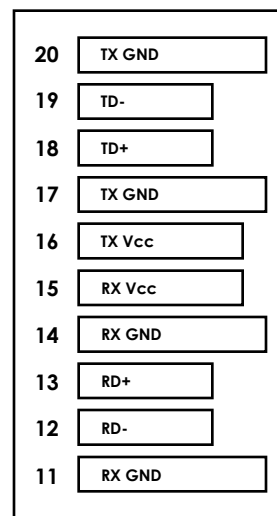 20 TX GND
19 TD-
18 TD+
17 TX GND
16 TX Vcc
15 RX Vcc
14 RX GND
13 RD+
12 RD-
11 RX GND